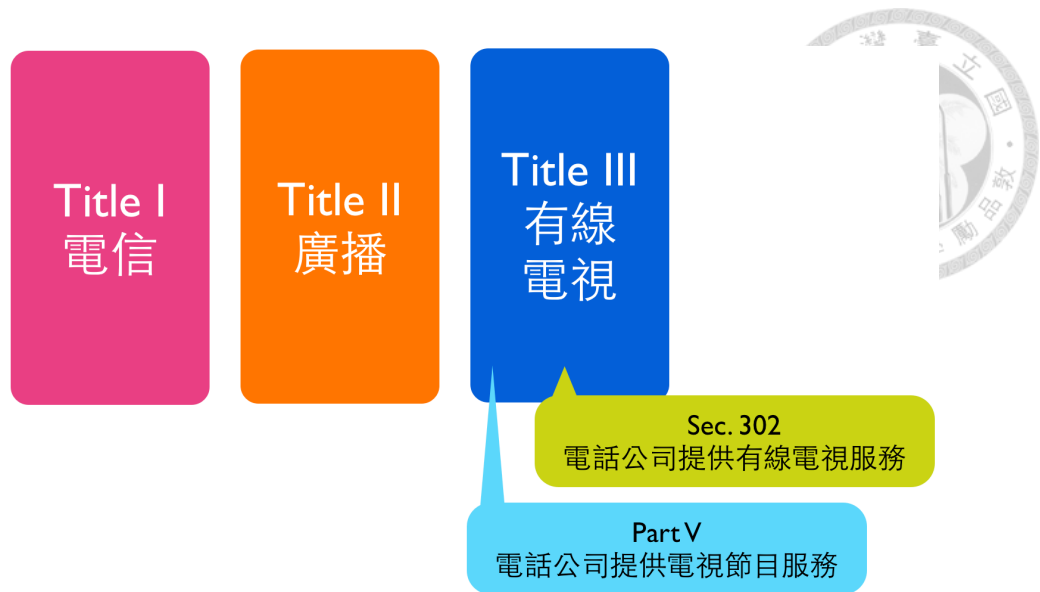 Title I
電信
Title II
廣播
Title III
有線
電視
Sec. 302
電話公司提供有線電視服務
Part V
電話公司提供電視節目服務